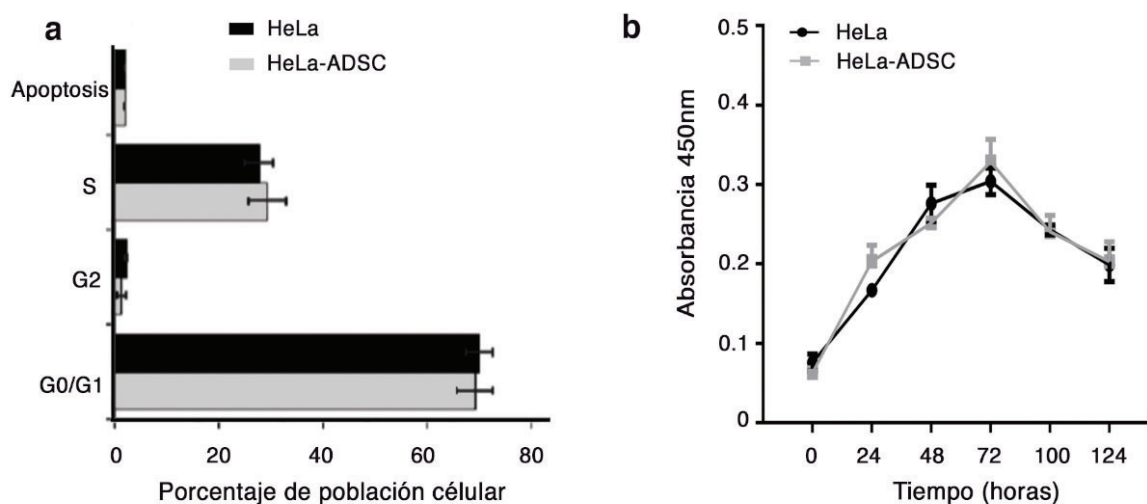 a
HeLa
HeLa-ADSC
Apoptosis
S
G2
G0/G1
0 20 40 60 80
Porcentaje de población célular
b
HeLa
HeLa-ADSC
Absorbancia 450nm
0.5
0.4
0.3
0.2
0.1
0
0 24 48 72 100 124
Tiempo (horas)